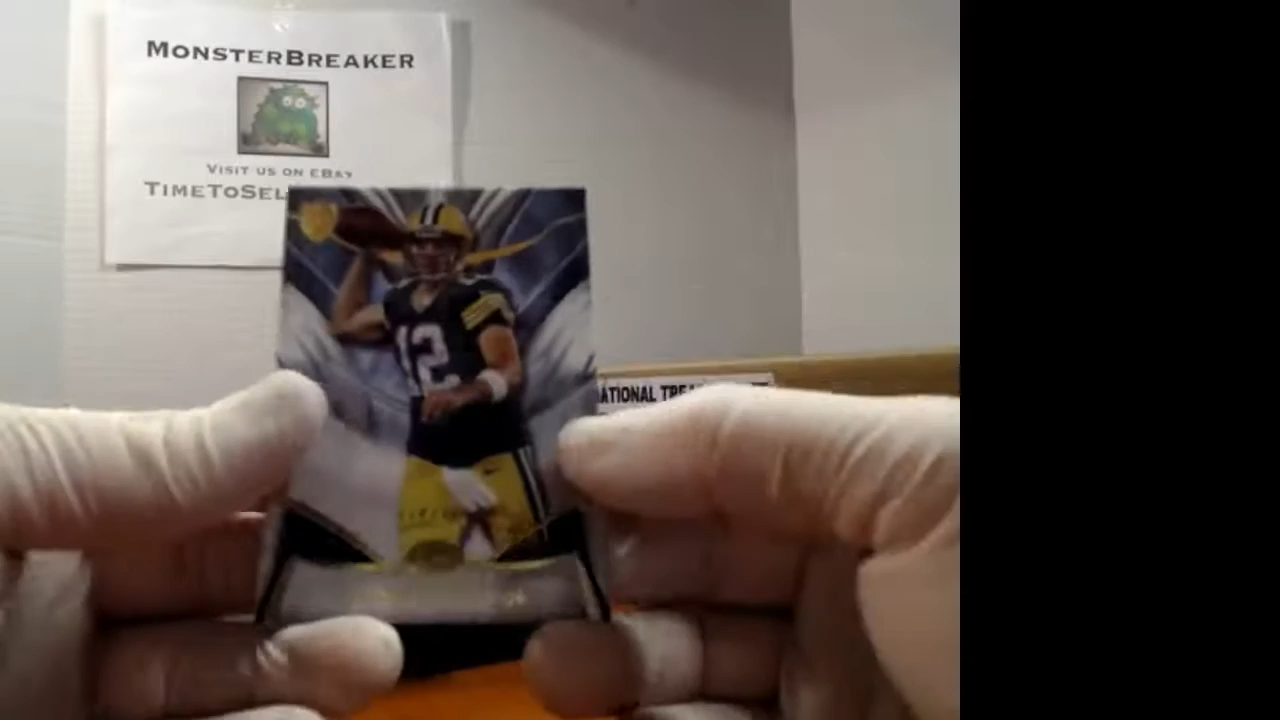 MONSTERBREAKER
VISIT US ON EBAY
TIMETOSEL
ATIONAL TREA
12